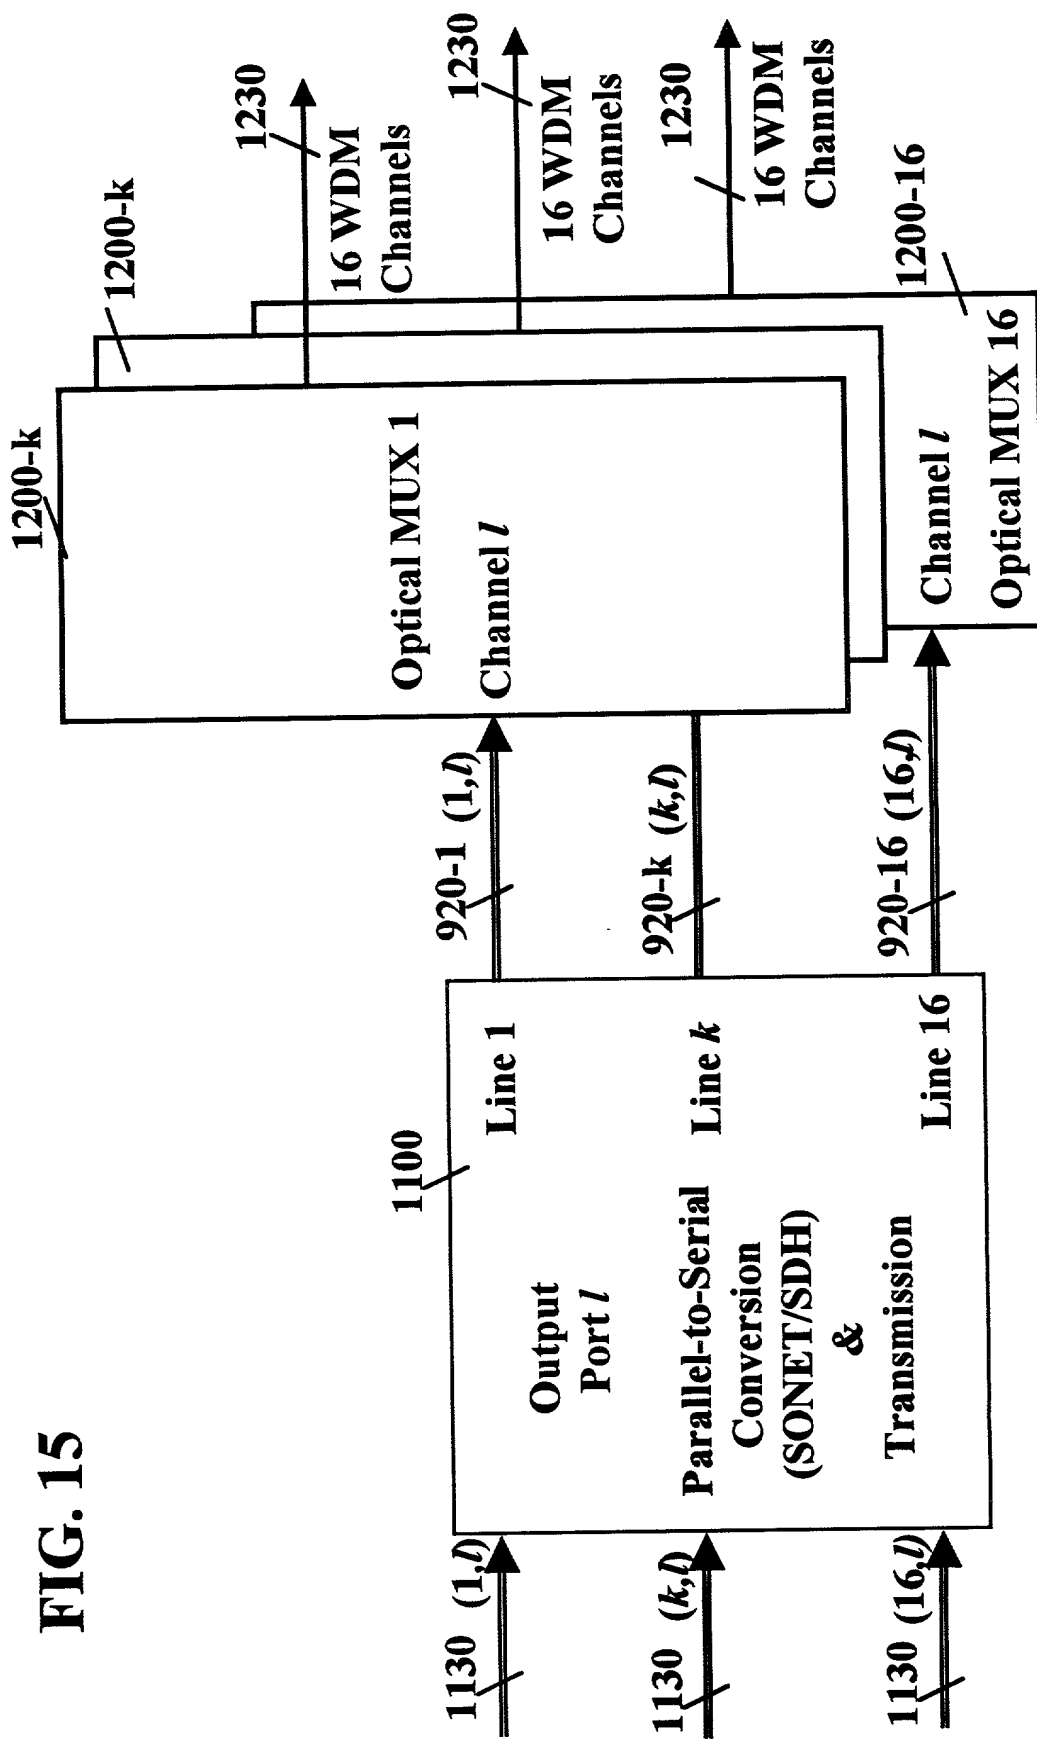 FIG. 15
1130 (1,l)
1130 (k,l)
1130 (16,l)
1100
Output
Port l
Parallel-to-Serial
Conversion
(SONET/SDH)
&
Transmission
Line 1
Line k
Line 16
920-1 (1,l)
920-k (k,l)
920-16 (16,l)
1200-k
Optical MUX 1
Channel l
1200-k
Channel l
Optical MUX 16
1200-16
1230
16 WDM
Channels
1230
16 WDM
Channels
1230
16 WDM
Channels